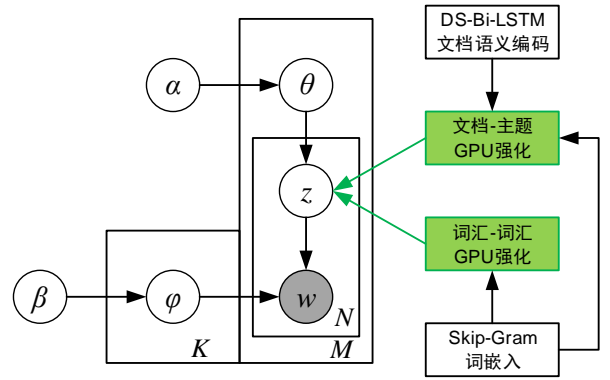 DS-Bi-LSTM
文档语义编码
α
θ
文档-主题
GPU强化
z
词汇-词汇
GPU强化
β
φ
w
N
K
M
Skip-Gram
词嵌入